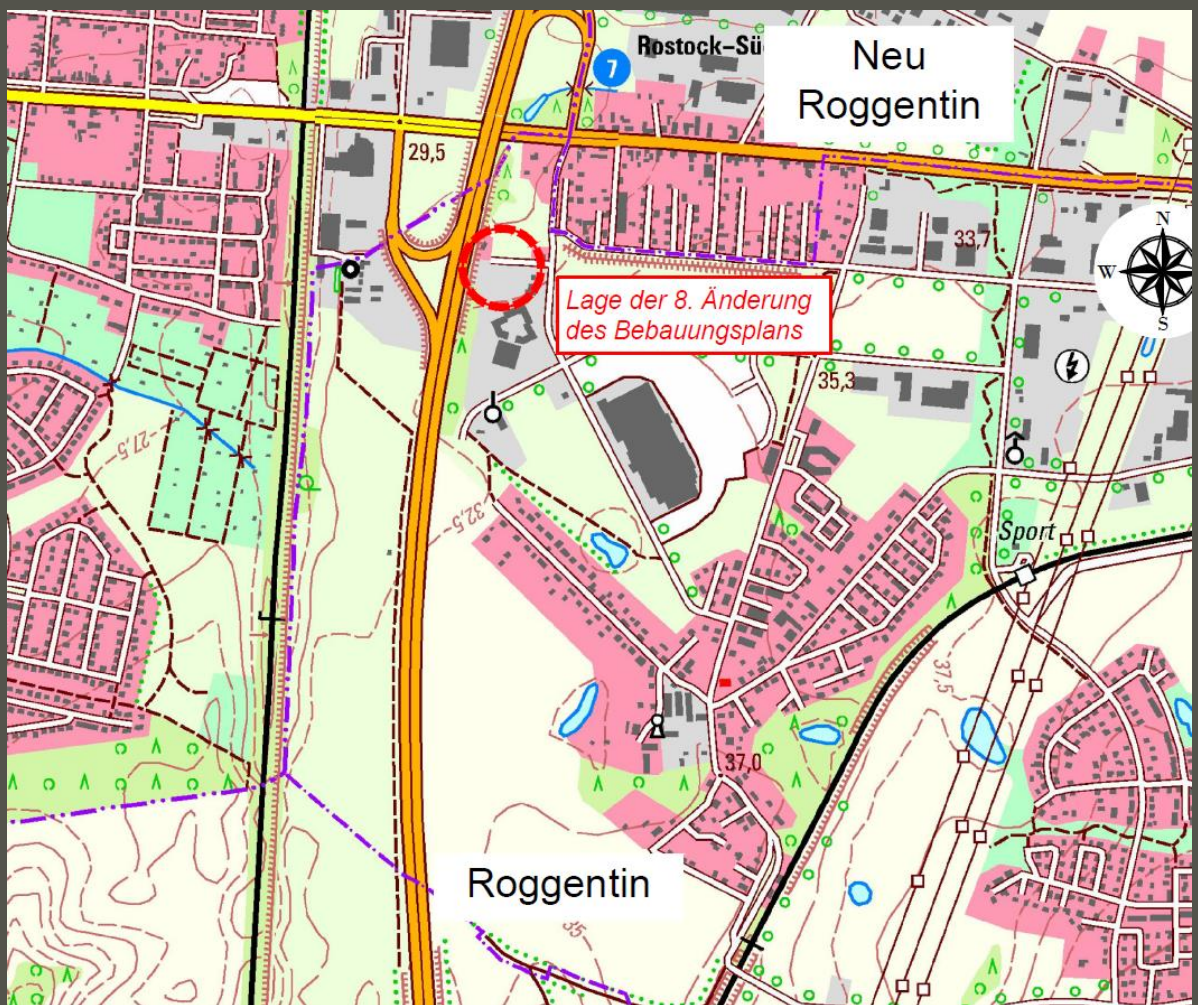 Rostock-Sü
Neu
Roggentin
7
29,5
33,7
N
W
S
Lage der 8. Änderung
des Bebauungsplans
35,3
27,5
32,5
Sport
37,5
37,0
Roggentin
35